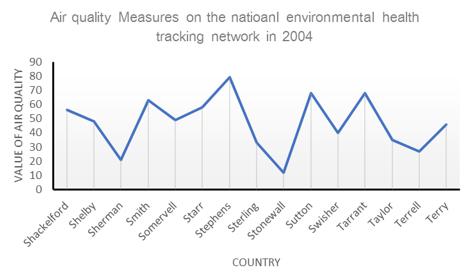 Air quality Measures on the natioanl environmental health
tracking network in 2004
VALUE OF AIR QUALITY
90
80
70
60
50
40
30
20
10
0
Shackelford
Shelby
Sherman
Smith
Somervell
Starr
Stephens
Sterling
Stonewall
Sutton
Swisher
Tarrant
Taylor
Terrell
Terry
COUNTRY